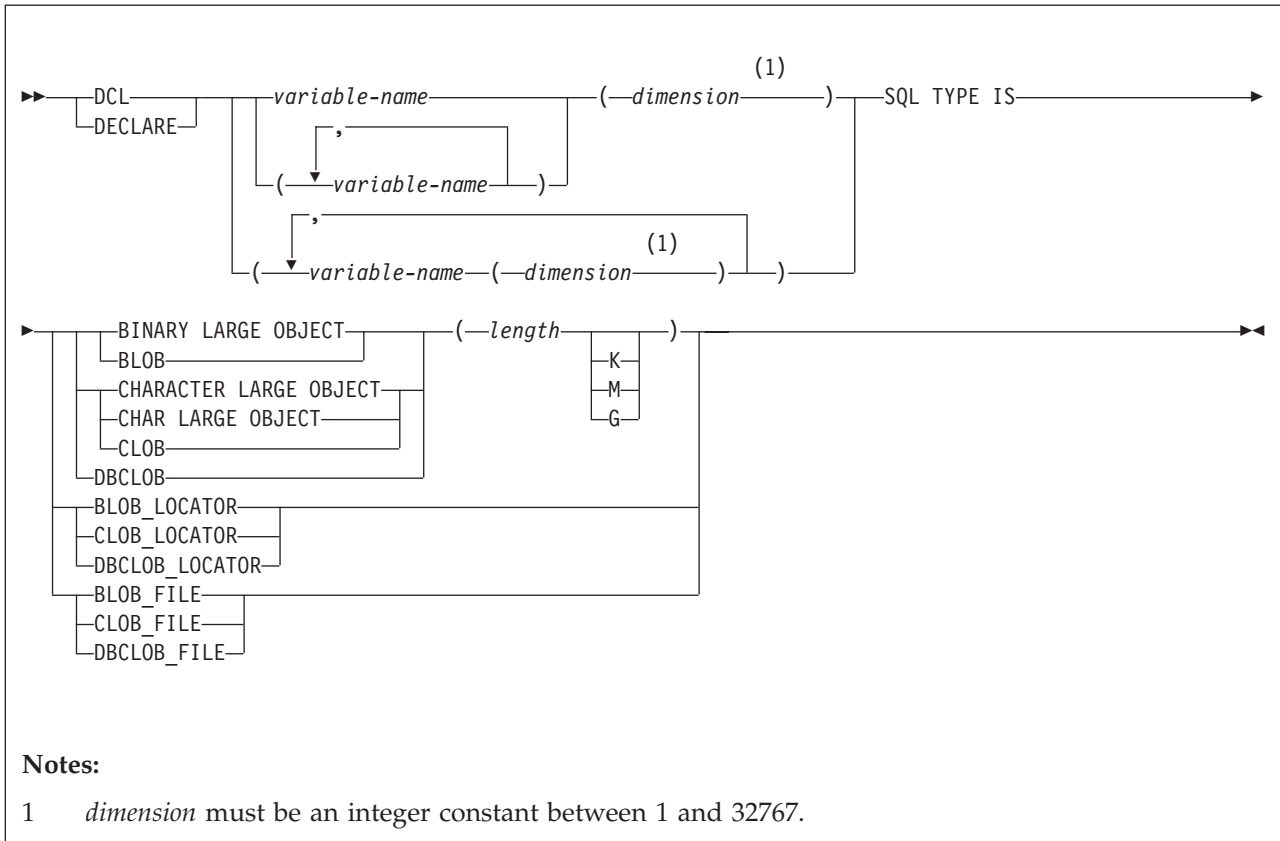 (1)
DCL variable-name ( dimension ) SQL TYPE IS
DECLARE ,
( variable-name )
,
(1)
( variable-name ( dimension ) )
BINARY LARGE OBJECT ( length )
BLOB K
CHARACTER LARGE OBJECT M
CHAR LARGE OBJECT G
CLOB
DBCLOB
BLOB_LOCATOR
CLOB_LOCATOR
DBCLOB_LOCATOR
BLOB_FILE
CLOB_FILE
DBCLOB_FILE
Notes:
1 dimension must be an integer constant between 1 and 32767.